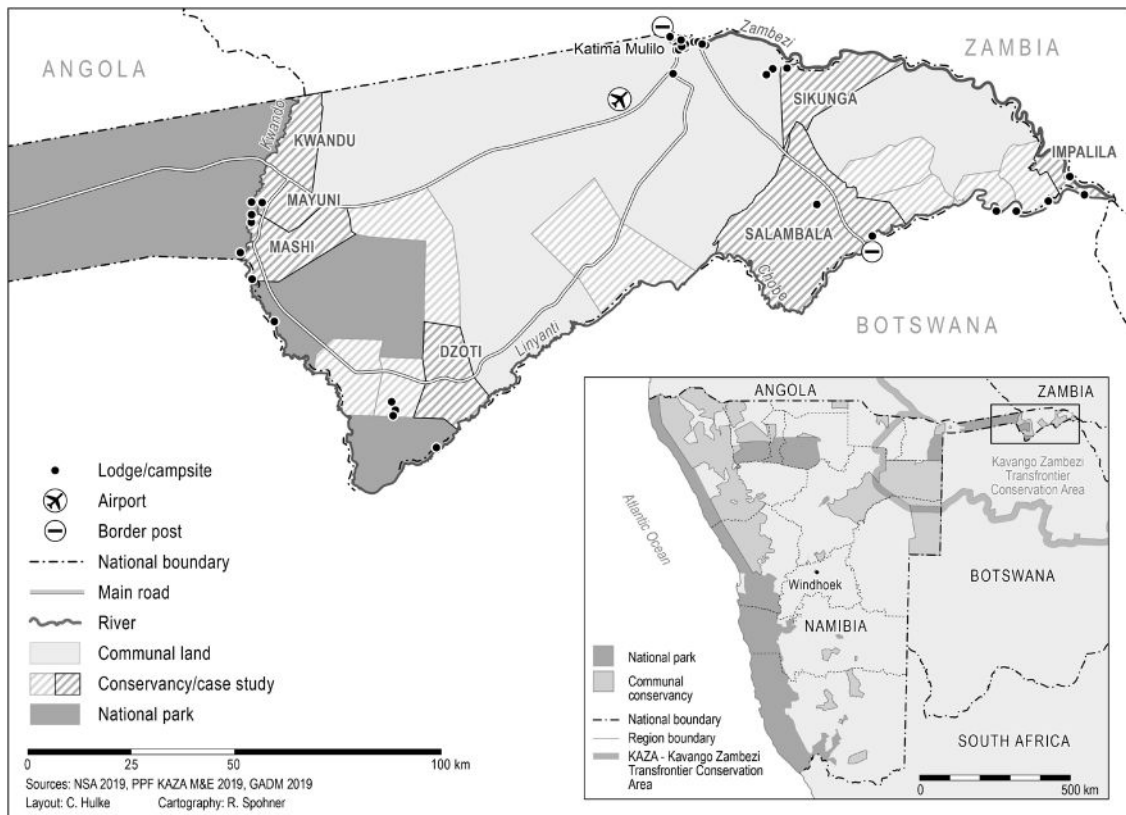 ANGOLA
ZAMBIA
Zambezi
Katima Mulilo
Kwando
KWANDU
SIKUNGA
IMPALILA
MAYUNI
MASHI
SALAMBALA
Chobe
BOTSWANA
DZOTI
Linyanti
Lodge/campsite
Airport
Border post
National boundary
Main road
River
Communal land
Conservancy/case study
National park
0 25 50 100 km
Sources: NSA 2019, PPF KAZA M&E 2019, GADM 2019
Layout: C. Hulke Cartography: R. Spohner
ANGOLA
ZAMBIA
Kavango Zambezi
Transfrontier
Conservation Area
Atlantic Ocean
Windhoek
BOTSWANA
NAMIBIA
SOUTH AFRICA
National park
Communal
conservancy
National boundary
Region boundary
KAZA - Kavango Zambezi
Transfrontier Conservation
Area
0 500 km